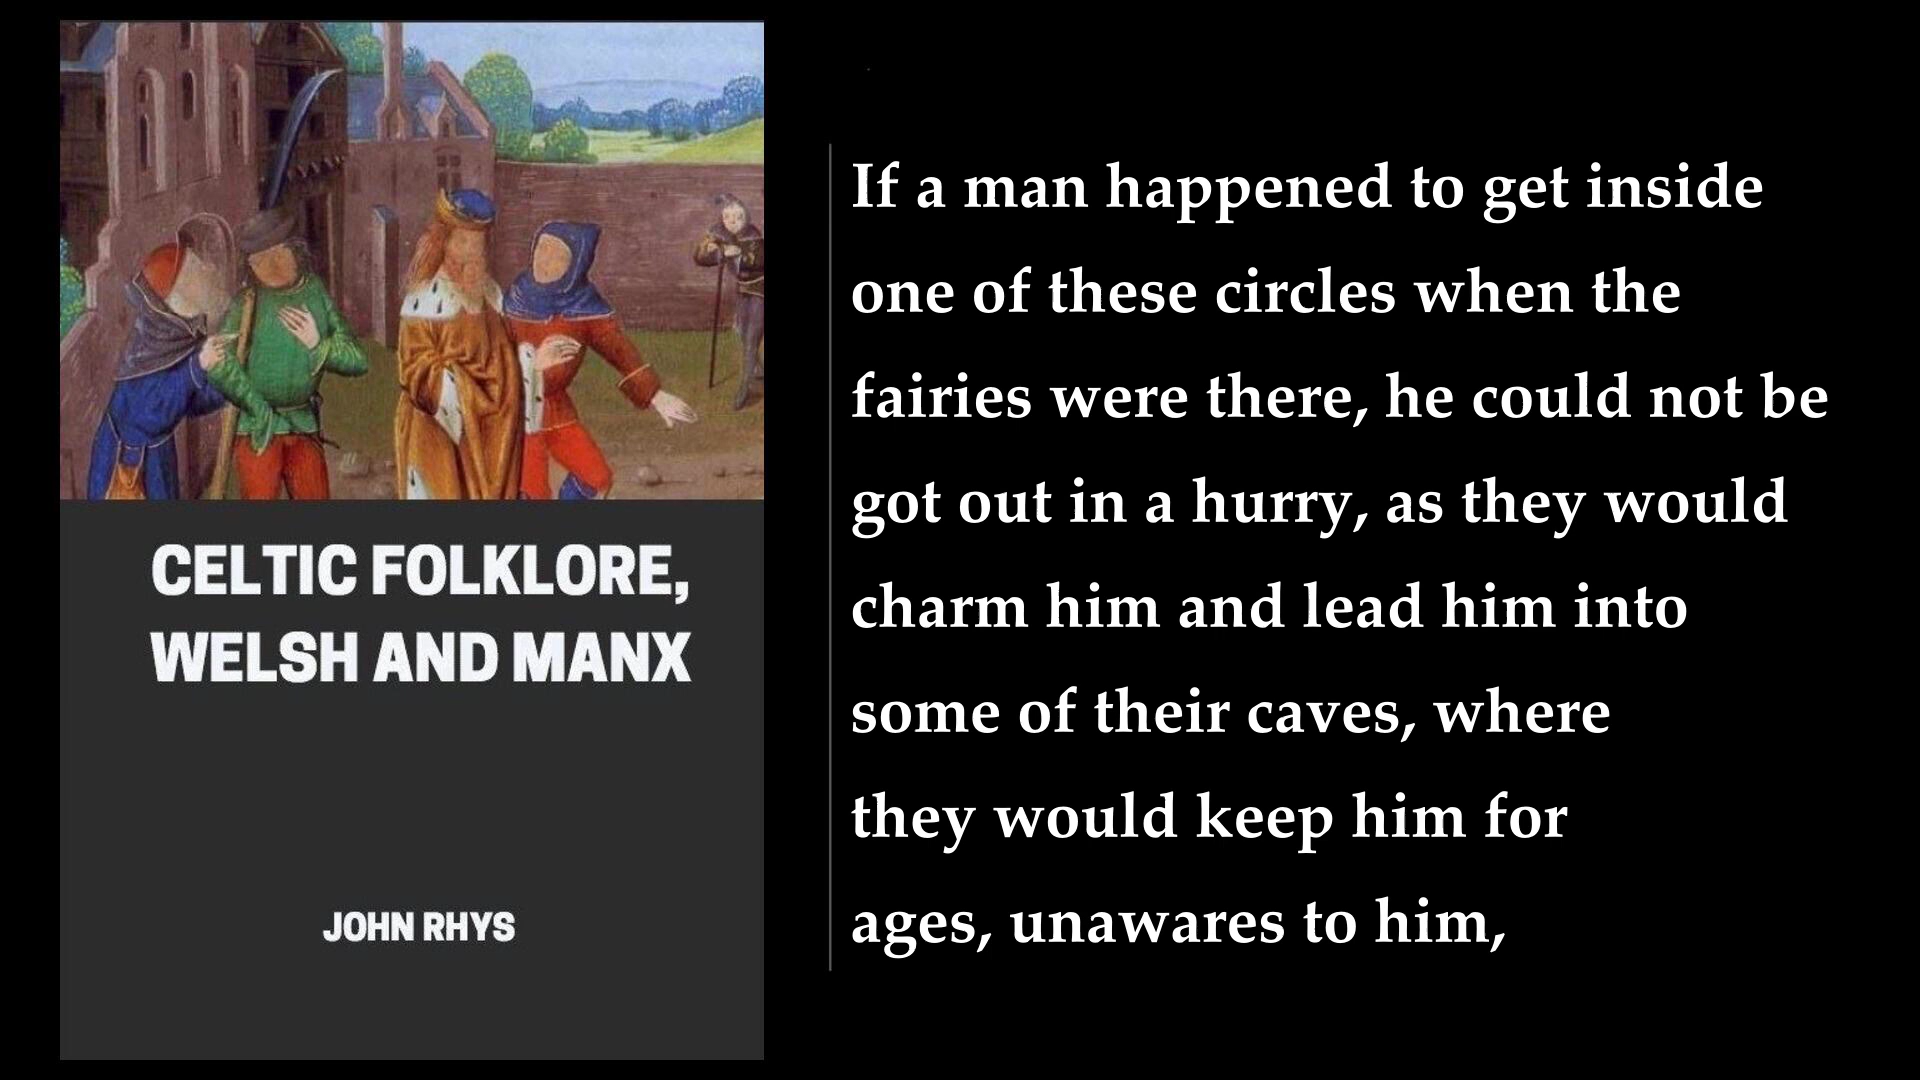 CELTIC FOLKLORE,
WELSH AND MANX
JOHN RHYS
If a man happened to get inside
one of these circles when the
fairies were there, he could not be
got out in a hurry, as they would
charm him and lead him into
some of their caves, where
they would keep him for
ages, unawares to him,